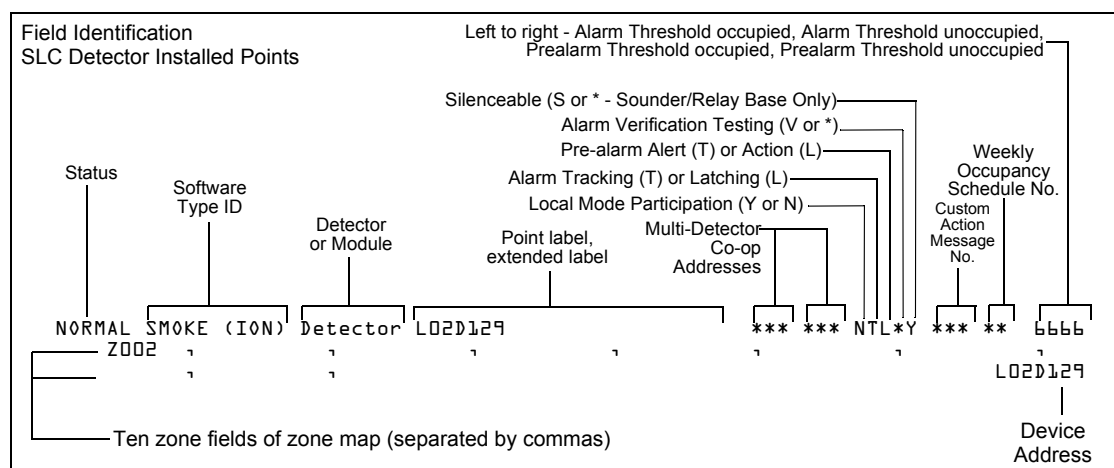 Field Identification
SLC Detector Installed Points
Left to right - Alarm Threshold occupied, Alarm Threshold unoccupied,
Prealarm Threshold occupied, Prealarm Threshold unoccupied
Silenceable (S or * - Sounder/Relay Base Only)
Alarm Verification Testing (V or *)
Pre-alarm Alert (T) or Action (L)
Alarm Tracking (T) or Latching (L)
Local Mode Participation (Y or N)
Status
Software
Type ID
Detector
or Module
Point label,
extended label
Multi-Detector
Co-op
Addresses
Weekly
Occupancy
Schedule No.
Custom
Action
Message
No.
NORMAL SMOKE (ION) Detector L02D129 *** *** NTL*Y *** ** 6666
Z002 , , , , , , ,
, , L02D129
Ten zone fields of zone map (separated by commas)
Device
Address